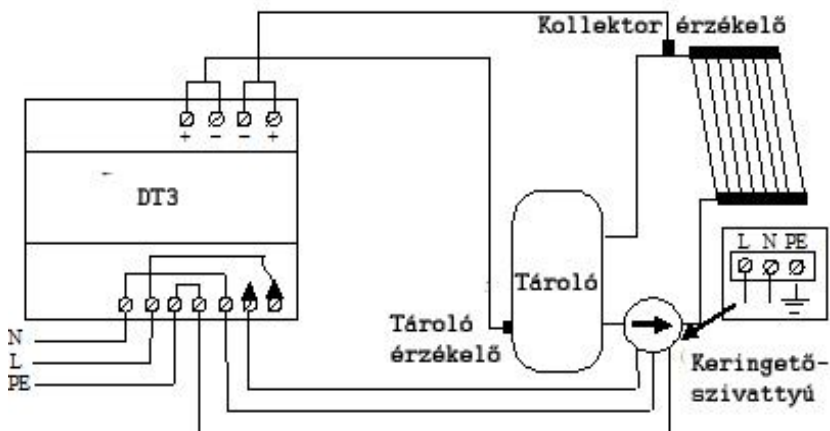 Kollektor érzékelő
+ - - +
DT3
L N PE
Tároló
Tároló
érzékelő
N
L
PE
Keringető-
szivattyú